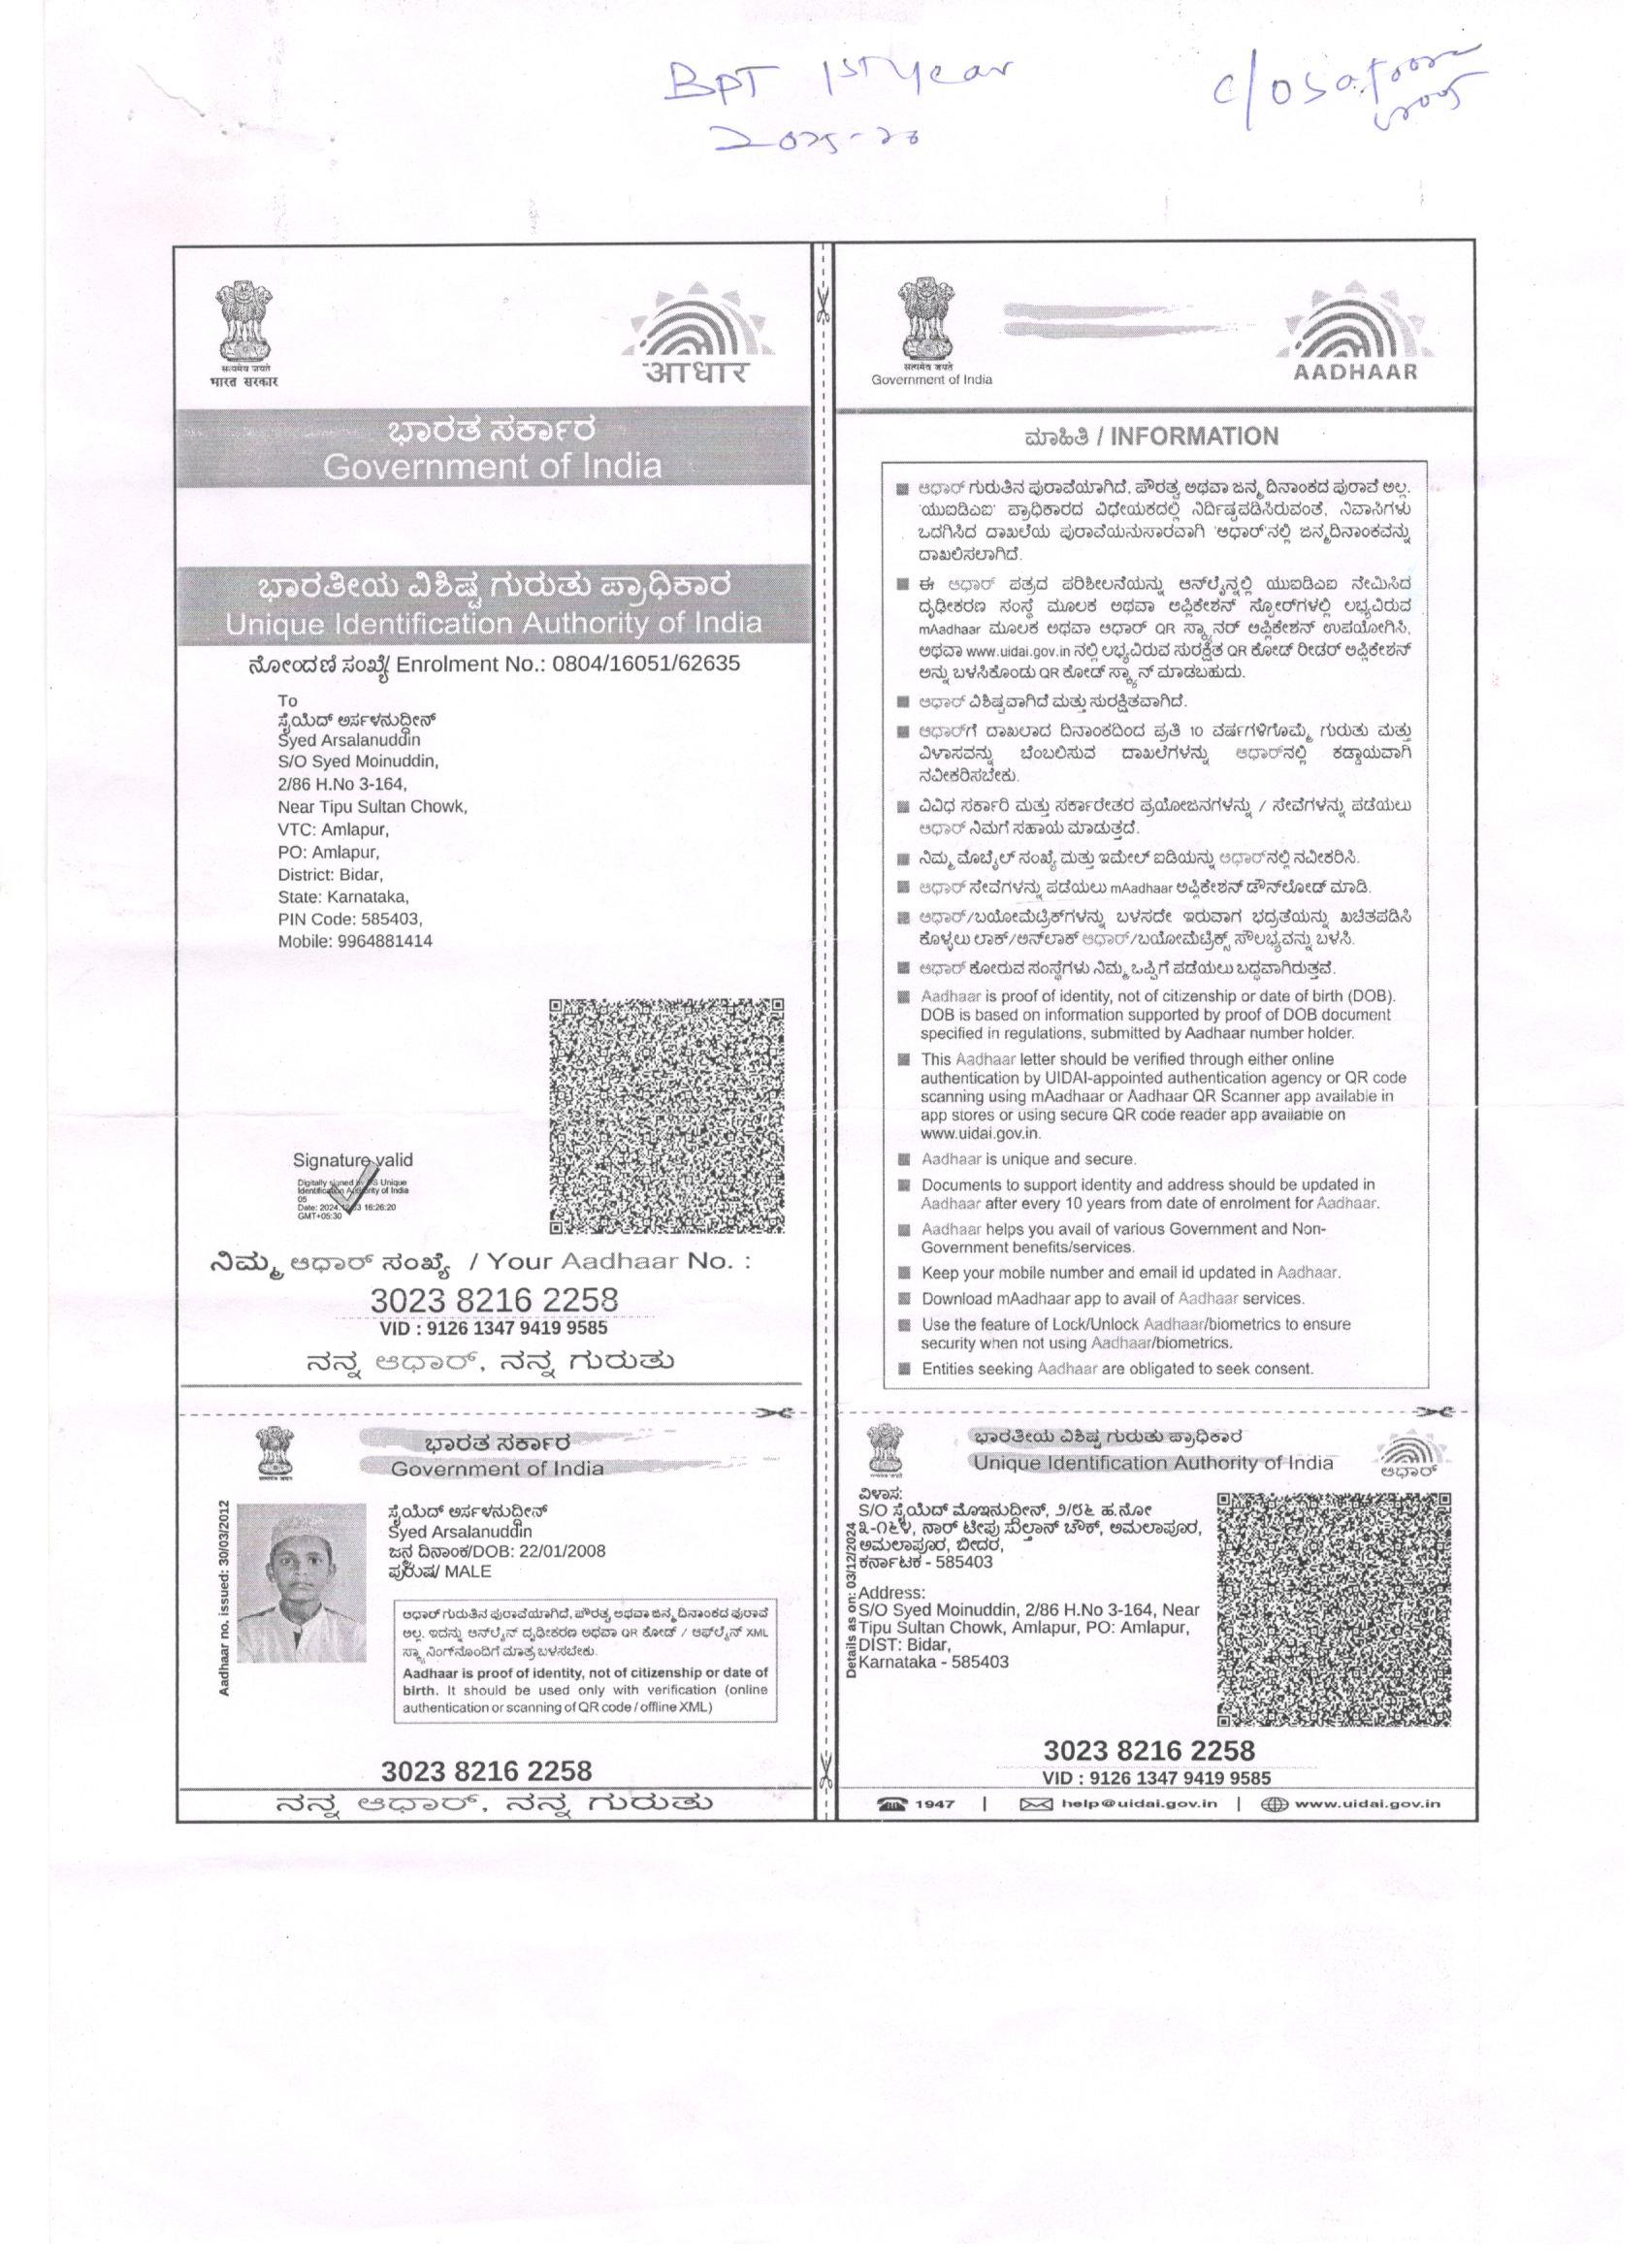 BPT 1st year
2025-26
C/O
सत्यमेव जयते
भारत सरकार
आधार
ಭಾರತ ಸರ್ಕಾರ
Government of India
ಭಾರತೀಯ ವಿಶಿಷ್ಟ ಗುರುತು ಪ್ರಾಧಿಕಾರ
Unique Identification Authority of India
ನೋಂದಣಿ ಸಂಖ್ಯೆ/ Enrolment No.: 0804/16051/62635
To
ಸೈಯೆದ್ ಅರ್ಸಳನುದ್ದೀನ್
Syed Arsalanuddin
S/O Syed Moinuddin,
2/86 H.No 3-164,
Near Tipu Sultan Chowk,
VTC: Amlapur,
PO: Amlapur,
District: Bidar,
State: Karnataka,
PIN Code: 585403,
Mobile: 9964881414
Signature valid
Digitally signed by DS Unique
Identification Authority of India
05
Date: 2024 16:26:20
GMT+05:30
ನಿಮ್ಮ ಆಧಾರ್ ಸಂಖ್ಯೆ / Your Aadhaar No. :
3023 8216 2258
VID : 9126 1347 9419 9585
ನನ್ನ ಆಧಾರ್, ನನ್ನ ಗುರುತು
सत्यमेव जयते
Government of India
AADHAAR
ಮಾಹಿತಿ / INFORMATION
■ ಆಧಾರ್ ಗುರುತಿನ ಪುರಾವೆಯಾಗಿದೆ, ಪೌರತ್ವ ಅಥವಾ ಜನ್ಮ ದಿನಾಂಕದ ಪುರಾವೆ ಅಲ್ಲ.
'ಯುಐಡಿಎಐ' ಪ್ರಾಧಿಕಾರದ ವಿಧೇಯಕದಲ್ಲಿ ನಿರ್ದಿಷ್ಟಪಡಿಸಿರುವಂತೆ, ನಿವಾಸಿಗಳು
ಒದಗಿಸಿದ ದಾಖಲೆಯ ಪುರಾವೆಯನುಸಾರವಾಗಿ 'ಆಧಾರ್'ನಲ್ಲಿ ಜನ್ಮದಿನಾಂಕವನ್ನು
ದಾಖಲಿಸಲಾಗಿದೆ.
■ ಈ ಆಧಾರ್ ಪತ್ರದ ಪರಿಶೀಲನೆಯನ್ನು ಆನ್‌ಲೈನ್ನಲ್ಲಿ ಯುಐಡಿಎಐ ನೇಮಿಸಿದ
ದೃಢೀಕರಣ ಸಂಸ್ಥೆ ಮೂಲಕ ಅಥವಾ ಅಪ್ಲಿಕೇಶನ್ ಸ್ಟೋರ್‌ಗಳಲ್ಲಿ ಲಭ್ಯವಿರುವ
mAadhaar ಮೂಲಕ ಅಥವಾ ಆಧಾರ್ QR ಸ್ಕ್ಯಾನರ್ ಅಪ್ಲಿಕೇಶನ್ ಉಪಯೋಗಿಸಿ,
ಅಥವಾ www.uidai.gov.in ನಲ್ಲಿ ಲಭ್ಯವಿರುವ ಸುರಕ್ಷಿತ QR ಕೋಡ್ ರೀಡರ್ ಅಪ್ಲಿಕೇಶನ್
ಅನ್ನು ಬಳಸಿಕೊಂಡು QR ಕೋಡ್ ಸ್ಕ್ಯಾನ್ ಮಾಡಬಹುದು.
■ ಆಧಾರ್ ವಿಶಿಷ್ಟವಾಗಿದೆ ಮತ್ತು ಸುರಕ್ಷಿತವಾಗಿದೆ.
■ ಆಧಾರ್‌ಗೆ ದಾಖಲಾದ ದಿನಾಂಕದಿಂದ ಪ್ರತಿ 10 ವರ್ಷಗಳಿಗೊಮ್ಮೆ ಗುರುತು ಮತ್ತು
ವಿಳಾಸವನ್ನು ಬೆಂಬಲಿಸುವ ದಾಖಲೆಗಳನ್ನು ಆಧಾರ್‌ನಲ್ಲಿ ಕಡ್ಡಾಯವಾಗಿ
ನವೀಕರಿಸಬೇಕು.
■ ವಿವಿಧ ಸರ್ಕಾರಿ ಮತ್ತು ಸರ್ಕಾರೇತರ ಪ್ರಯೋಜನಗಳನ್ನು / ಸೇವೆಗಳನ್ನು ಪಡೆಯಲು
ಆಧಾರ್ ನಿಮಗೆ ಸಹಾಯ ಮಾಡುತ್ತದೆ.
■ ನಿಮ್ಮ ಮೊಬೈಲ್ ಸಂಖ್ಯೆ ಮತ್ತು ಇಮೇಲ್ ಐಡಿಯನ್ನು ಆಧಾರ್‌ನಲ್ಲಿ ನವೀಕರಿಸಿ.
■ ಆಧಾರ್ ಸೇವೆಗಳನ್ನು ಪಡೆಯಲು mAadhaar ಅಪ್ಲಿಕೇಶನ್ ಡೌನ್‌ಲೋಡ್ ಮಾಡಿ.
■ ಆಧಾರ್/ಬಯೋಮೆಟ್ರಿಕ್‌ಗಳನ್ನು ಬಳಸದೇ ಇರುವಾಗ ಭದ್ರತೆಯನ್ನು ಖಚಿತಪಡಿಸಿ
ಕೊಳ್ಳಲು ಲಾಕ್/ಅನ್‌ಲಾಕ್ ಆಧಾರ್/ಬಯೋಮೆಟ್ರಿಕ್ಸ್ ಸೌಲಭ್ಯವನ್ನು ಬಳಸಿ.
■ ಆಧಾರ್ ಕೋರುವ ಸಂಸ್ಥೆಗಳು ನಿಮ್ಮ ಒಪ್ಪಿಗೆ ಪಡೆಯಲು ಬದ್ಧವಾಗಿರುತ್ತವೆ.
■ Aadhaar is proof of identity, not of citizenship or date of birth (DOB).
DOB is based on information supported by proof of DOB document
specified in regulations, submitted by Aadhaar number holder.
■ This Aadhaar letter should be verified through either online
authentication by UIDAI-appointed authentication agency or QR code
scanning using mAadhaar or Aadhaar QR Scanner app available in
app stores or using secure QR code reader app available on
www.uidai.gov.in.
■ Aadhaar is unique and secure.
■ Documents to support identity and address should be updated in
Aadhaar after every 10 years from date of enrolment for Aadhaar.
■ Aadhaar helps you avail of various Government and Non-
Government benefits/services.
■ Keep your mobile number and email id updated in Aadhaar.
■ Download mAadhaar app to avail of Aadhaar services.
■ Use the feature of Lock/Unlock Aadhaar/biometrics to ensure
security when not using Aadhaar/biometrics.
■ Entities seeking Aadhaar are obligated to seek consent.
ಭಾರತ ಸರ್ಕಾರ
Government of India
Aadhaar no. issued: 30/03/2012
ಸೈಯೆದ್ ಅರ್ಸಳನುದ್ದೀನ್
Syed Arsalanuddin
ಜನ್ಮ ದಿನಾಂಕ/DOB: 22/01/2008
ಪುರುಷ/ MALE
ಆಧಾರ್ ಗುರುತಿನ ಪುರಾವೆಯಾಗಿದೆ, ಪೌರತ್ವ ಅಥವಾ ಜನ್ಮ ದಿನಾಂಕದ ಪುರಾವೆ
ಅಲ್ಲ. ಇದನ್ನು ಆನ್‌ಲೈನ್ ದೃಢೀಕರಣ ಅಥವಾ QR ಕೋಡ್ / ಆಫ್‌ಲೈನ್ XML
ಸ್ಕ್ಯಾನಿಂಗ್‌ನೊಂದಿಗೆ ಮಾತ್ರ ಬಳಸಬೇಕು.
Aadhaar is proof of identity, not of citizenship or date of
birth. It should be used only with verification (online
authentication or scanning of QR code / offline XML)
3023 8216 2258
ನನ್ನ ಆಧಾರ್, ನನ್ನ ಗುರುತು
ಭಾರತೀಯ ವಿಶಿಷ್ಟ ಗುರುತು ಪ್ರಾಧಿಕಾರ
Unique Identification Authority of India
ಆಧಾರ್
Details as on: 03/12/2024
ವಿಳಾಸ:
S/O ಸೈಯೆದ್ ಮೊಇನುದ್ದೀನ್, ೨/೮೬ ಹ.ನೋ
೩-೧೬೪, ನಾರ್ ಟೀಪು ಸುಲ್ತಾನ್ ಚೌಕ್, ಅಮಲಾಪೂರ,
ಅಮಲಾಪೂರ, ಬೀದರ,
ಕರ್ನಾಟಕ - 585403
Address:
S/O Syed Moinuddin, 2/86 H.No 3-164, Near
Tipu Sultan Chowk, Amlapur, PO: Amlapur,
DIST: Bidar,
Karnataka - 585403
3023 8216 2258
VID : 9126 1347 9419 9585
1947 | help@uidai.gov.in | www.uidai.gov.in